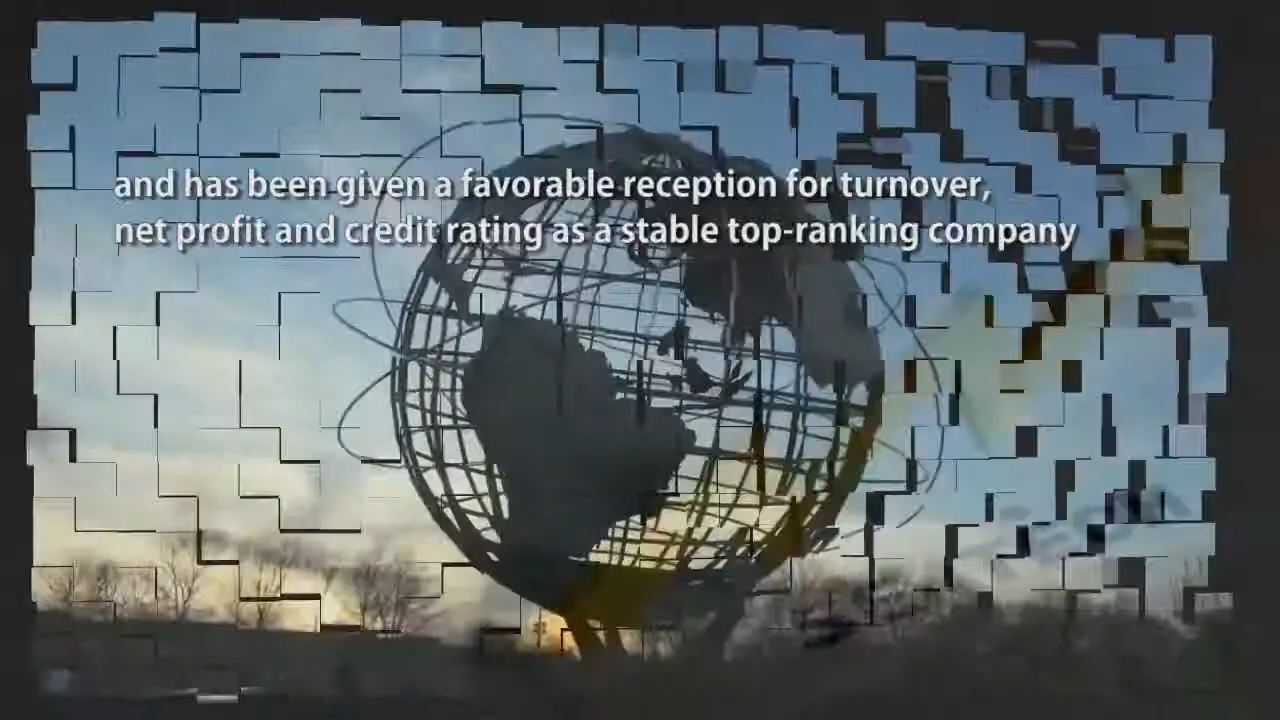 and has been given a favorable reception for turnover,
net profit and credit rating as a stable top-ranking company